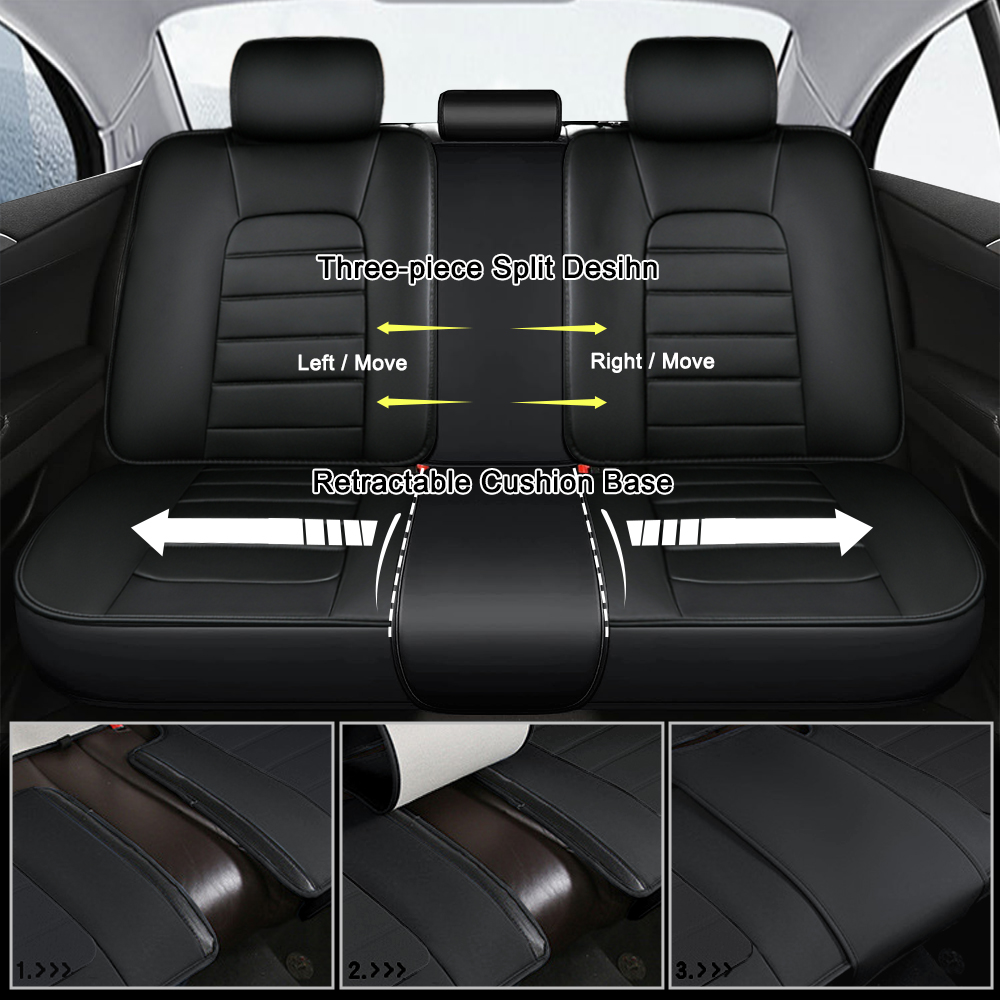 Three-piece Split Desihn
Left / Move
Right / Move
Retractable Cushion Base
1.>>>
2.>>>
3.>>>